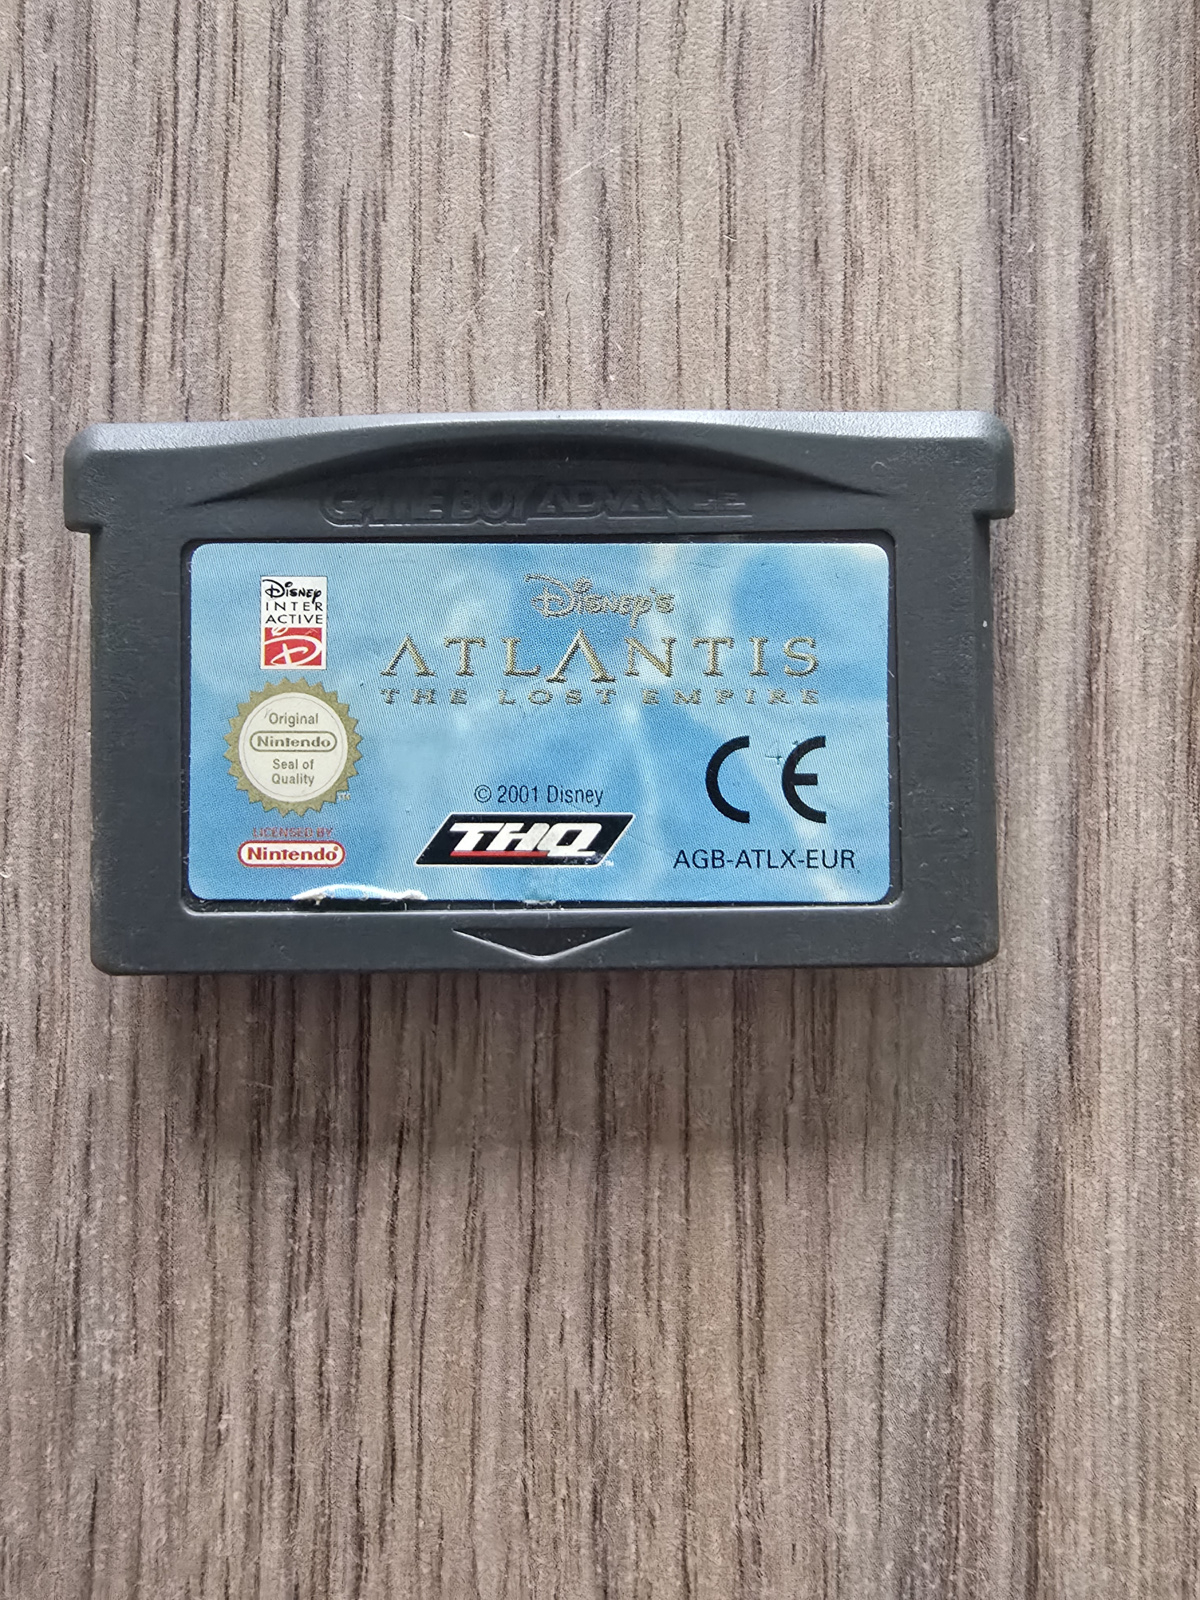 GAME BOY ADVANCE
Disney
INTER
ACTIVE
Disney's
ATLANTIS
THE LOST EMPIRE
Original
Nintendo
Seal of
Quality
LICENSED BY
Nintendo®
© 2001 Disney
THQ™
CE
AGB-ATLX-EUR